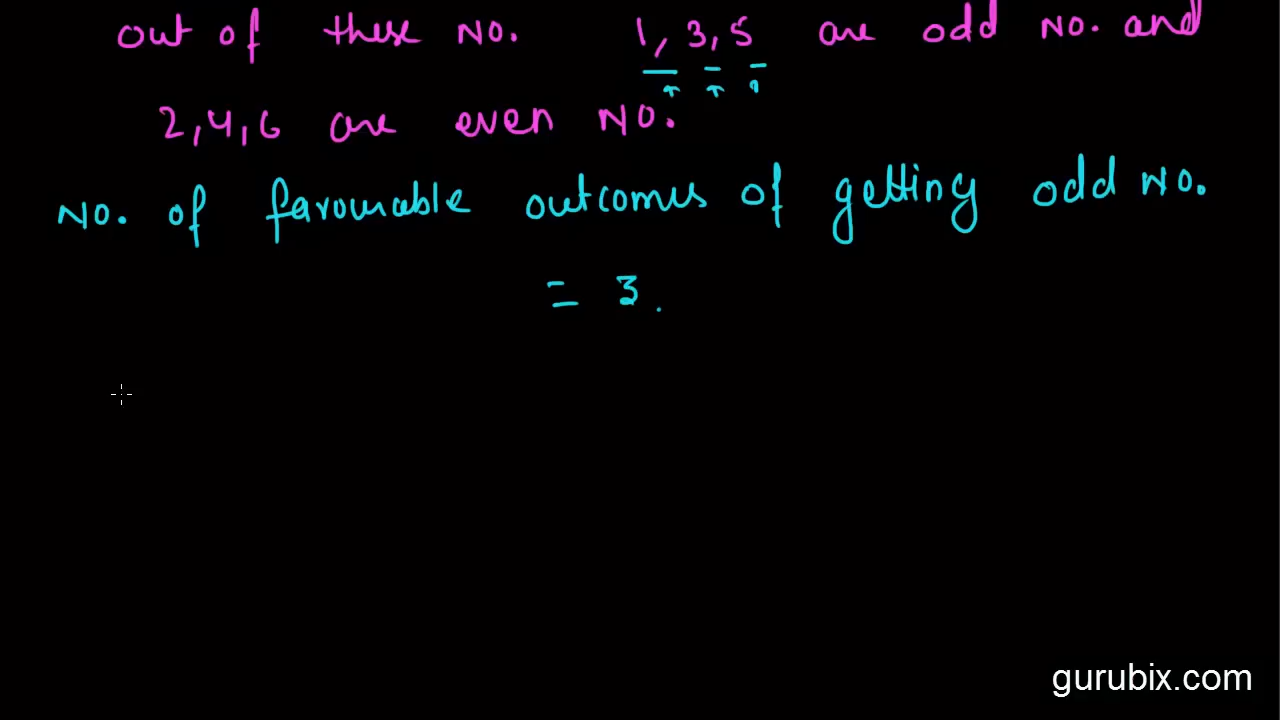 out of these No. 1, 3, 5 are odd No. and
2, 4, 6 are even No.
No. of favourable outcomes of getting odd No.
= 3.
gurubix.com